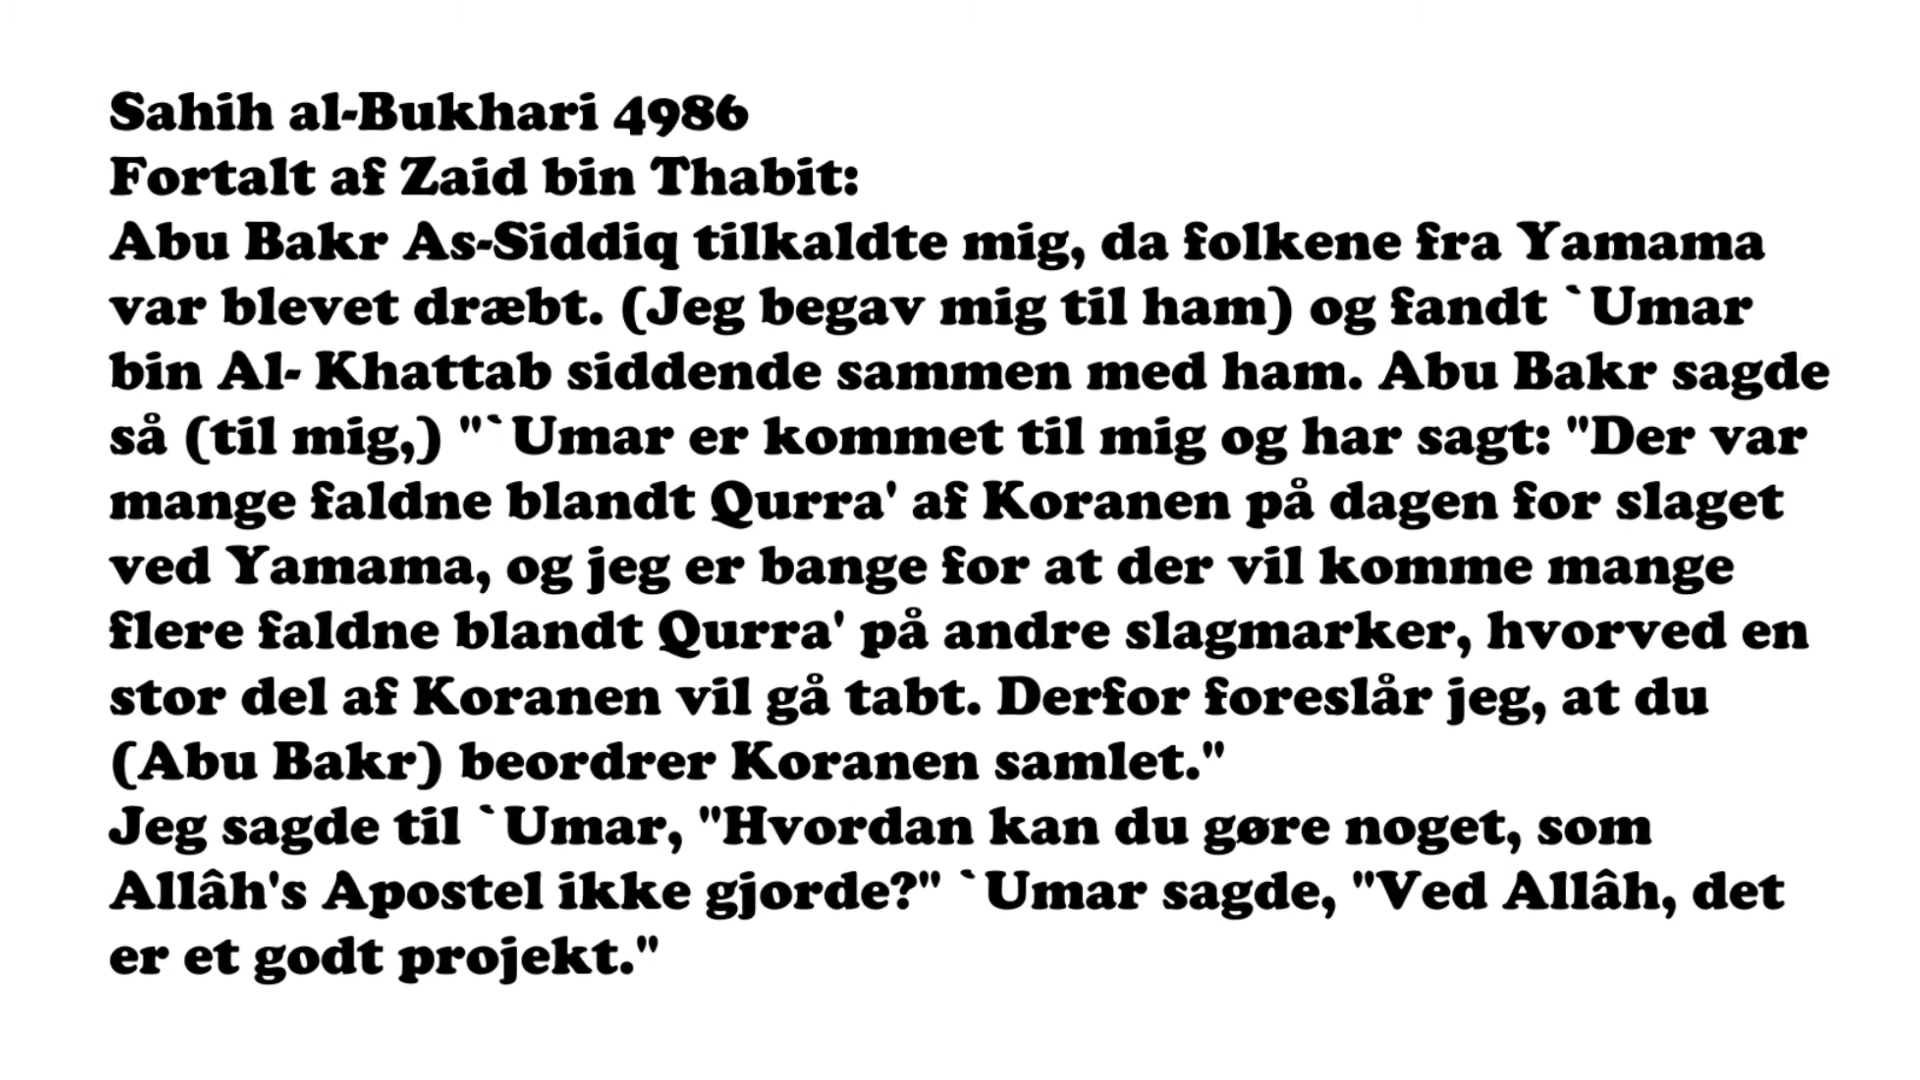 Sahih al-Bukhari 4986
Fortalt af Zaid bin Thabit:
Abu Bakr As-Siddiq tilkaldte mig, da folkene fra Yamama
var blevet dræbt. (Jeg begav mig til ham) og fandt `Umar
bin Al- Khattab siddende sammen med ham. Abu Bakr sagde
så (til mig,) "`Umar er kommet til mig og har sagt: "Der var
mange faldne blandt Qurra' af Koranen på dagen for slaget
ved Yamama, og jeg er bange for at der vil komme mange
flere faldne blandt Qurra' på andre slagmarker, hvorved en
stor del af Koranen vil gå tabt. Derfor foreslår jeg, at du
(Abu Bakr) beordrer Koranen samlet."
Jeg sagde til `Umar, "Hvordan kan du gøre noget, som
Allâh's Apostel ikke gjorde?" `Umar sagde, "Ved Allâh, det
er et godt projekt."